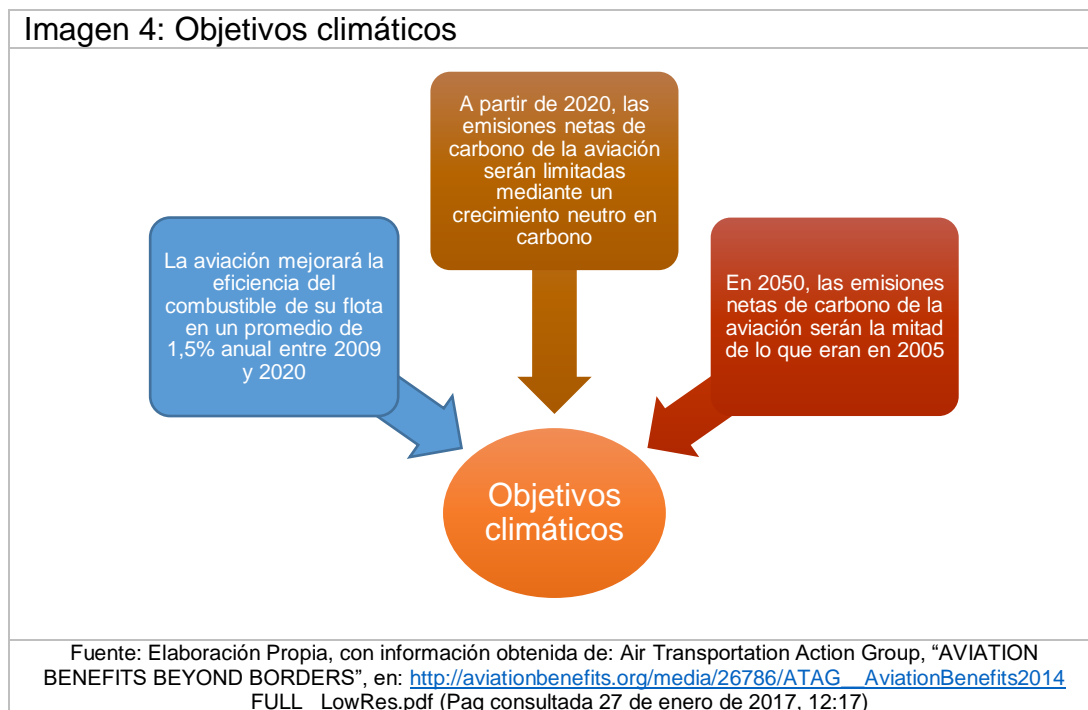 Imagen 4: Objetivos climáticos
A partir de 2020, las
emisiones netas de
carbono de la aviación
serán limitadas
mediante un
crecimiento neutro en
carbono
La aviación mejorará la
eficiencia del
combustible de su flota
en un promedio de
1,5% anual entre 2009
y 2020
En 2050, las emisiones
netas de carbono de la
aviación serán la mitad
de lo que eran en 2005
Objetivos
climáticos
Fuente: Elaboración Propia, con información obtenida de: Air Transportation Action Group, “AVIATION
BENEFITS BEYOND BORDERS”, en: http://aviationbenefits.org/media/26786/ATAG__AviationBenefits2014
FULL_LowRes.pdf (Pag consultada 27 de enero de 2017, 12:17)